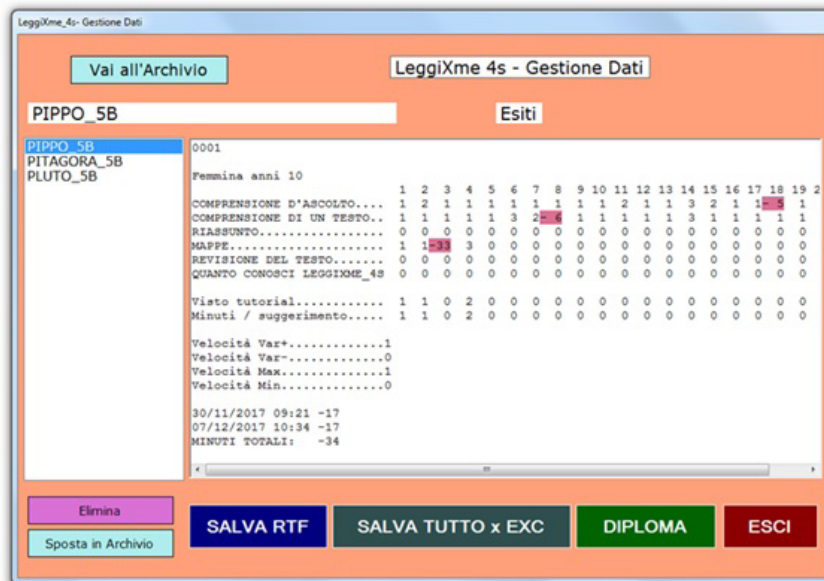 LeggiXme_4s- Gestione Dati
Vai all'Archivio
LeggiXme 4s - Gestione Dati
PIPPO_5B
Esiti
PIPPO_5B
PITAGORA_5B
PLUTO_5B
0001
Femmina anni 10
1 2 3 4 5 6 7 8 9 10 11 12 13 14 15 16 17 18 19 2
COMPRENSIONE D'ASCOLTO.... 1 2 1 1 1 1 1 1 1 1 2 1 1 3 2 1 1 - 5 1
COMPRENSIONE DI UN TESTO.. 1 1 1 1 1 3 2 - 6 1 1 1 1 1 3 1 1 1 1 1
RIASSUNTO................. 0 0 0 0 0 0 0 0 0 0 0 0 0 0 0 0 0 0 0
MAPPE..................... 1 1 -33 3 0 0 0 0 0 0 0 0 0 0 0 0 0 0 0
REVISIONE DEL TESTO....... 0 0 0 0 0 0 0 0 0 0 0 0 0 0 0 0 0 0 0
QUANTO CONOSCI LEGGIXME_4S 0 0 0 0 0 0 0 0 0 0 0 0 0 0 0 0 0 0 0
Visto tutorial............ 1 1 0 2 0 0 0 0 0 0 0 0 0 0 0 0 0 0 0
Minuti / suggerimento..... 1 1 0 2 0 0 0 0 0 0 0 0 0 0 0 0 0 0 0
Velocità Var+.............1
Velocità Var-.............0
Velocità Max..............1
Velocità Min..............0
30/11/2017 09:21 -17
07/12/2017 10:34 -17
MINUTI TOTALI: -34
Elimina
Sposta in Archivio
SALVA RTF
SALVA TUTTO x EXC
DIPLOMA
ESCI